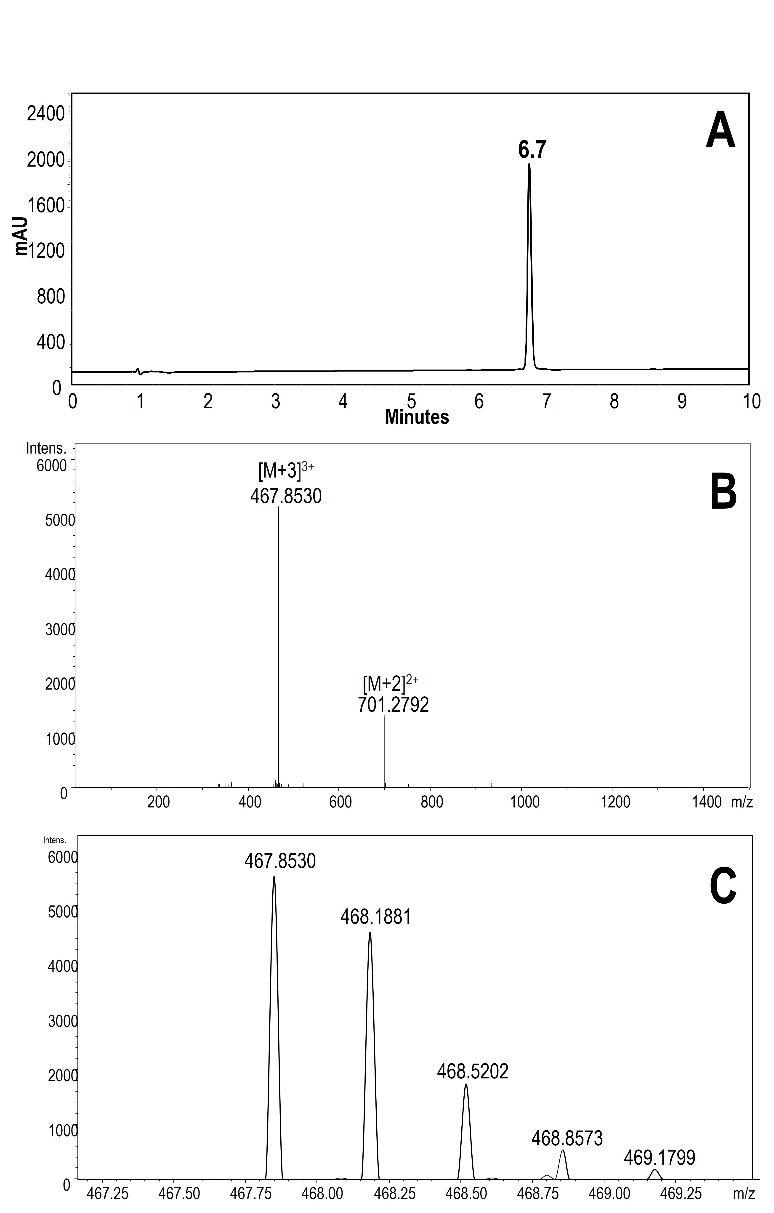 A
6.7
mAU
2400
2000
1600
1200
800
400
0
0 1 2 3 4 5 6 7 8 9 10
Minutes
B
Intens.
6000
5000
4000
3000
2000
1000
0
[M+3]3+
467.8530
[M+2]2+
701.2792
200 400 600 800 1000 1200 1400 m/z
C
Intens.
6000
5000
4000
3000
2000
1000
0
467.8530
468.1881
468.5202
468.8573
469.1799
467.25 467.50 467.75 468.00 468.25 468.50 468.75 469.00 469.25 m/z